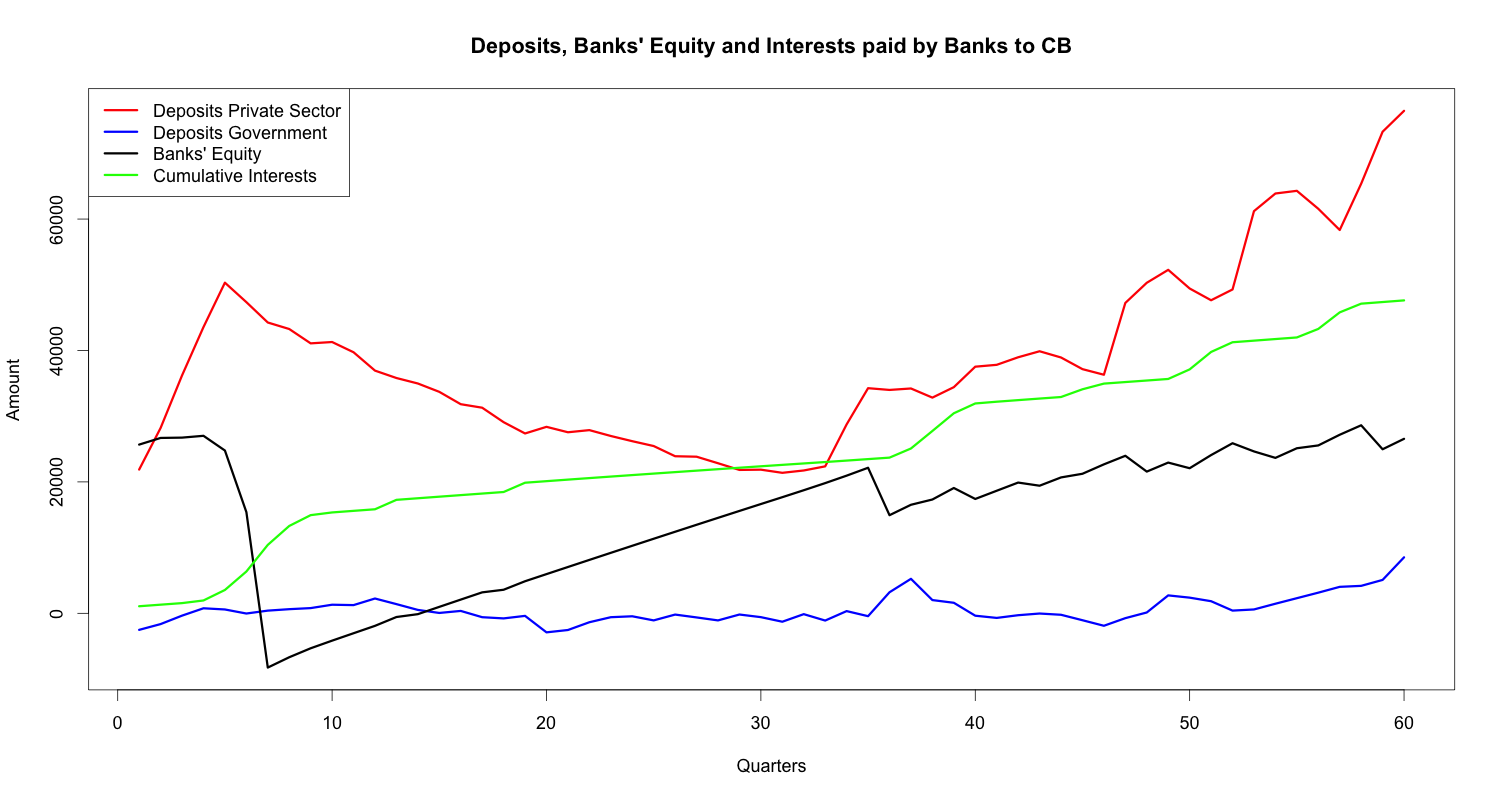 Deposits, Banks' Equity and Interests paid by Banks to CB
Deposits Private Sector
Deposits Government
Banks' Equity
Cumulative Interests
Amount
60000
40000
20000
0
0 10 20 30 40 50 60
Quarters